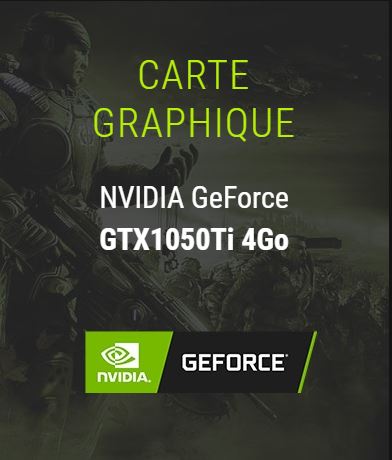 CARTE
GRAPHIQUE
NVIDIA GeForce
GTX1050Ti 4Go
NVIDIA. GEFORCE